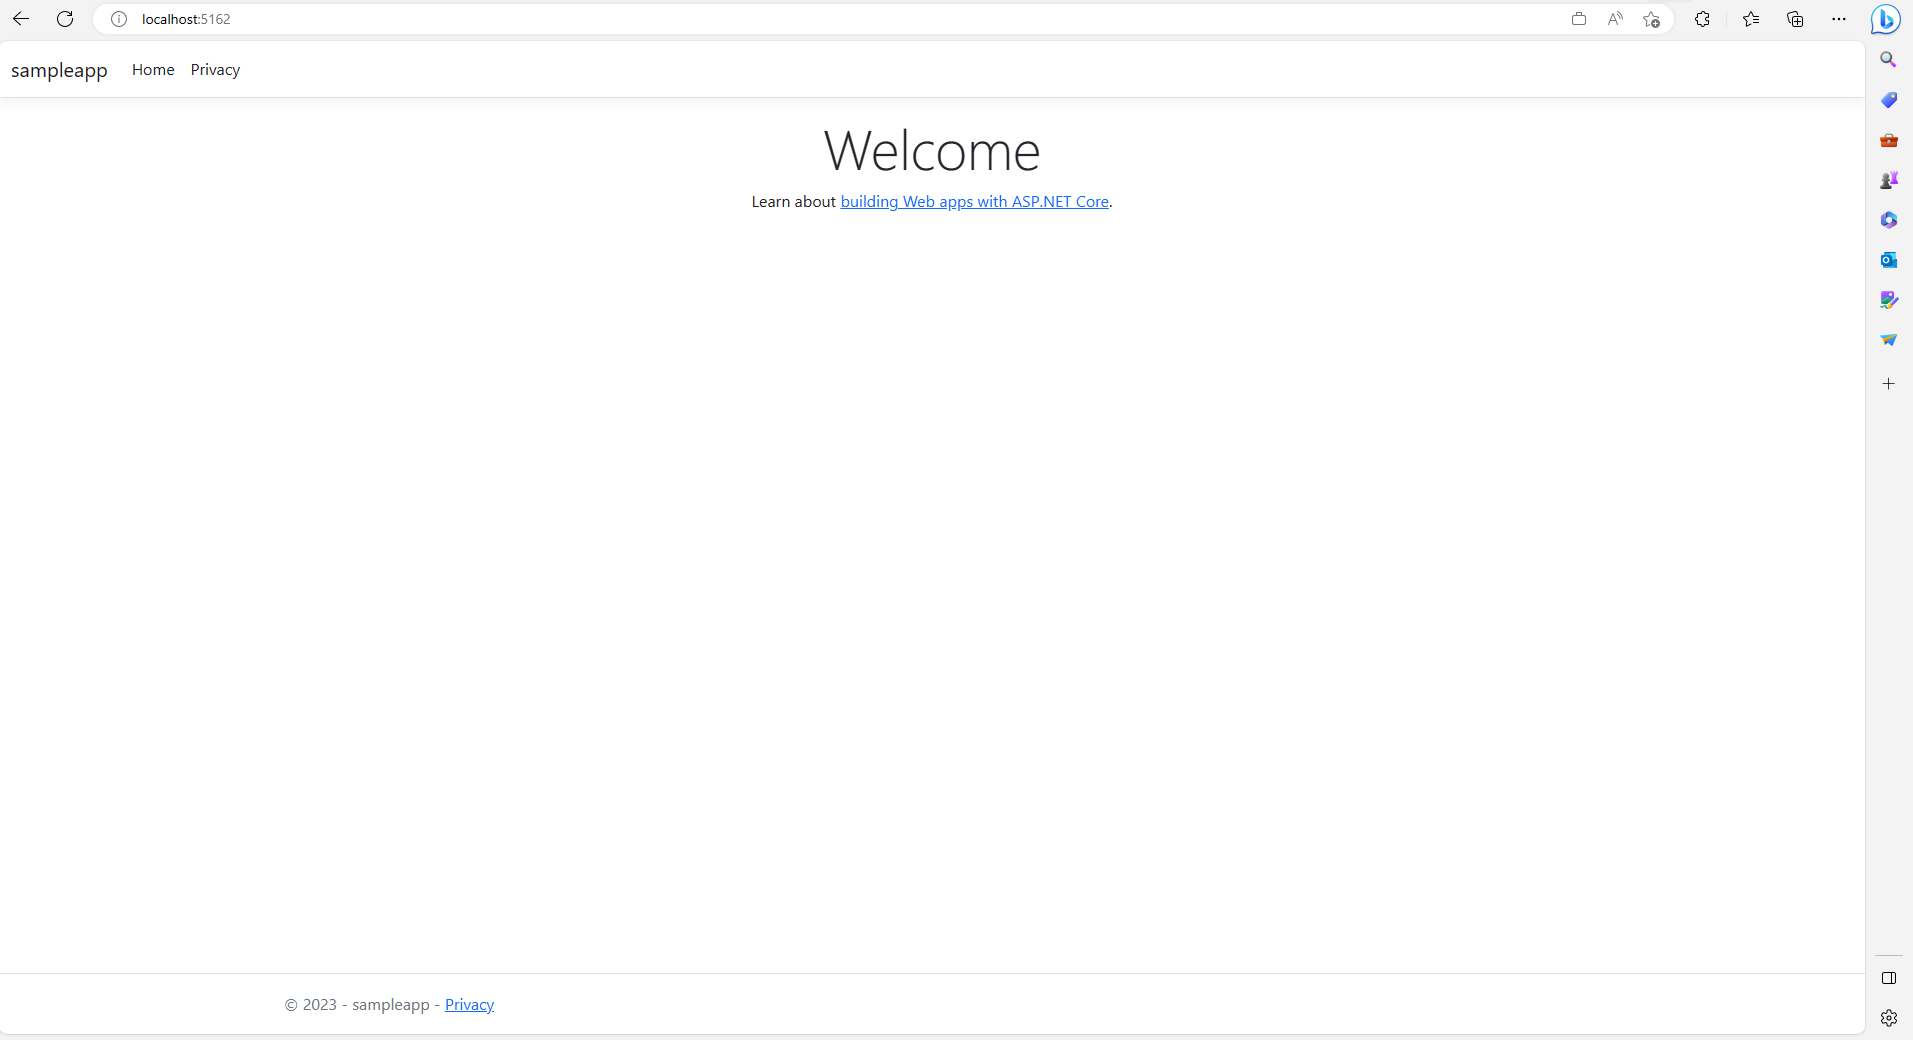 localhost:5162
sampleapp Home Privacy
Welcome
Learn about building Web apps with ASP.NET Core.
© 2023 - sampleapp - Privacy